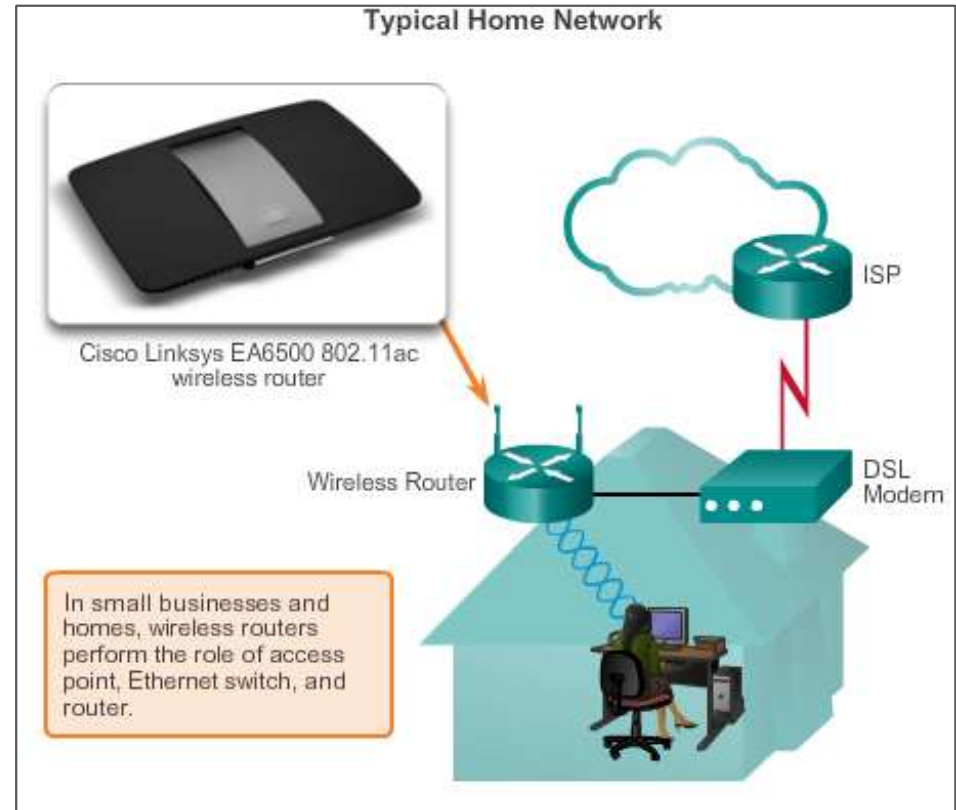 Typical Home Network
Cisco Linksys EA6500 802.11ac
wireless router
ISP
Wireless Router
DSL
Modem
In small businesses and
homes, wireless routers
perform the role of access
point, Ethernet switch, and
router.